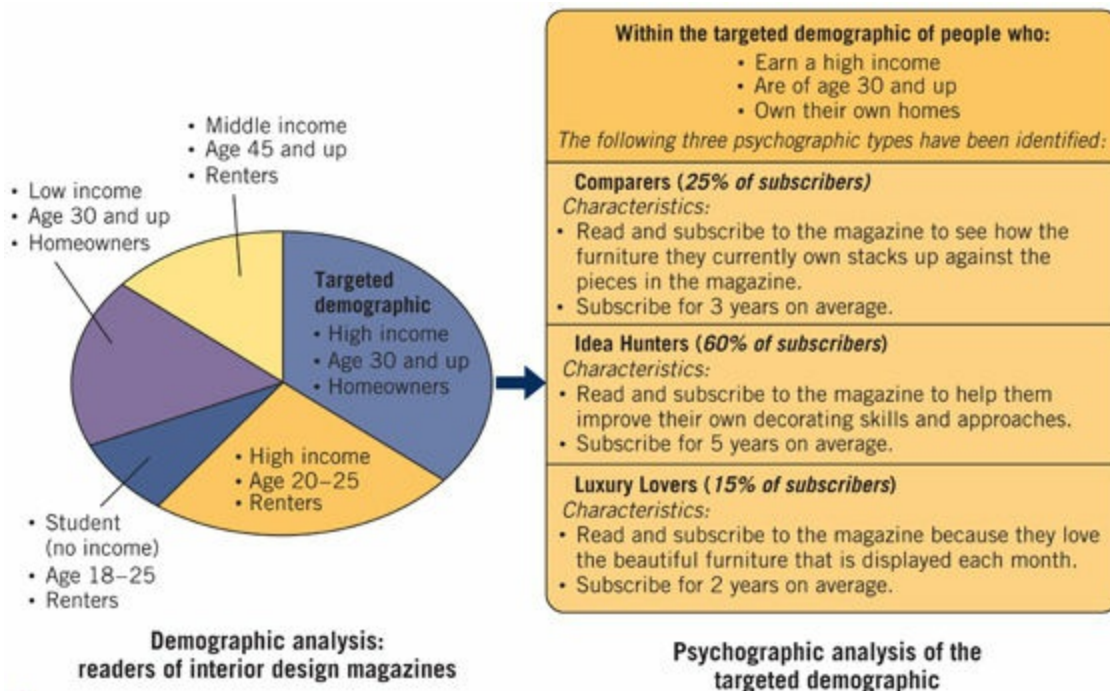 • Middle income
• Age 45 and up
• Renters
• Low income
• Age 30 and up
• Homeowners
Targeted
demographic
• High income
• Age 30 and up
• Homeowners
• High income
• Age 20–25
• Renters
• Student
(no income)
• Age 18–25
• Renters
Demographic analysis:
readers of interior design magazines
Within the targeted demographic of people who:
• Earn a high income
• Are of age 30 and up
• Own their own homes
The following three psychographic types have been identified:
Comparers (25% of subscribers)
Characteristics:
• Read and subscribe to the magazine to see how the
furniture they currently own stacks up against the
pieces in the magazine.
• Subscribe for 3 years on average.
Idea Hunters (60% of subscribers)
Characteristics:
• Read and subscribe to the magazine to help them
improve their own decorating skills and approaches.
• Subscribe for 5 years on average.
Luxury Lovers (15% of subscribers)
Characteristics:
• Read and subscribe to the magazine because they love
the beautiful furniture that is displayed each month.
• Subscribe for 2 years on average.
Psychographic analysis of the
targeted demographic